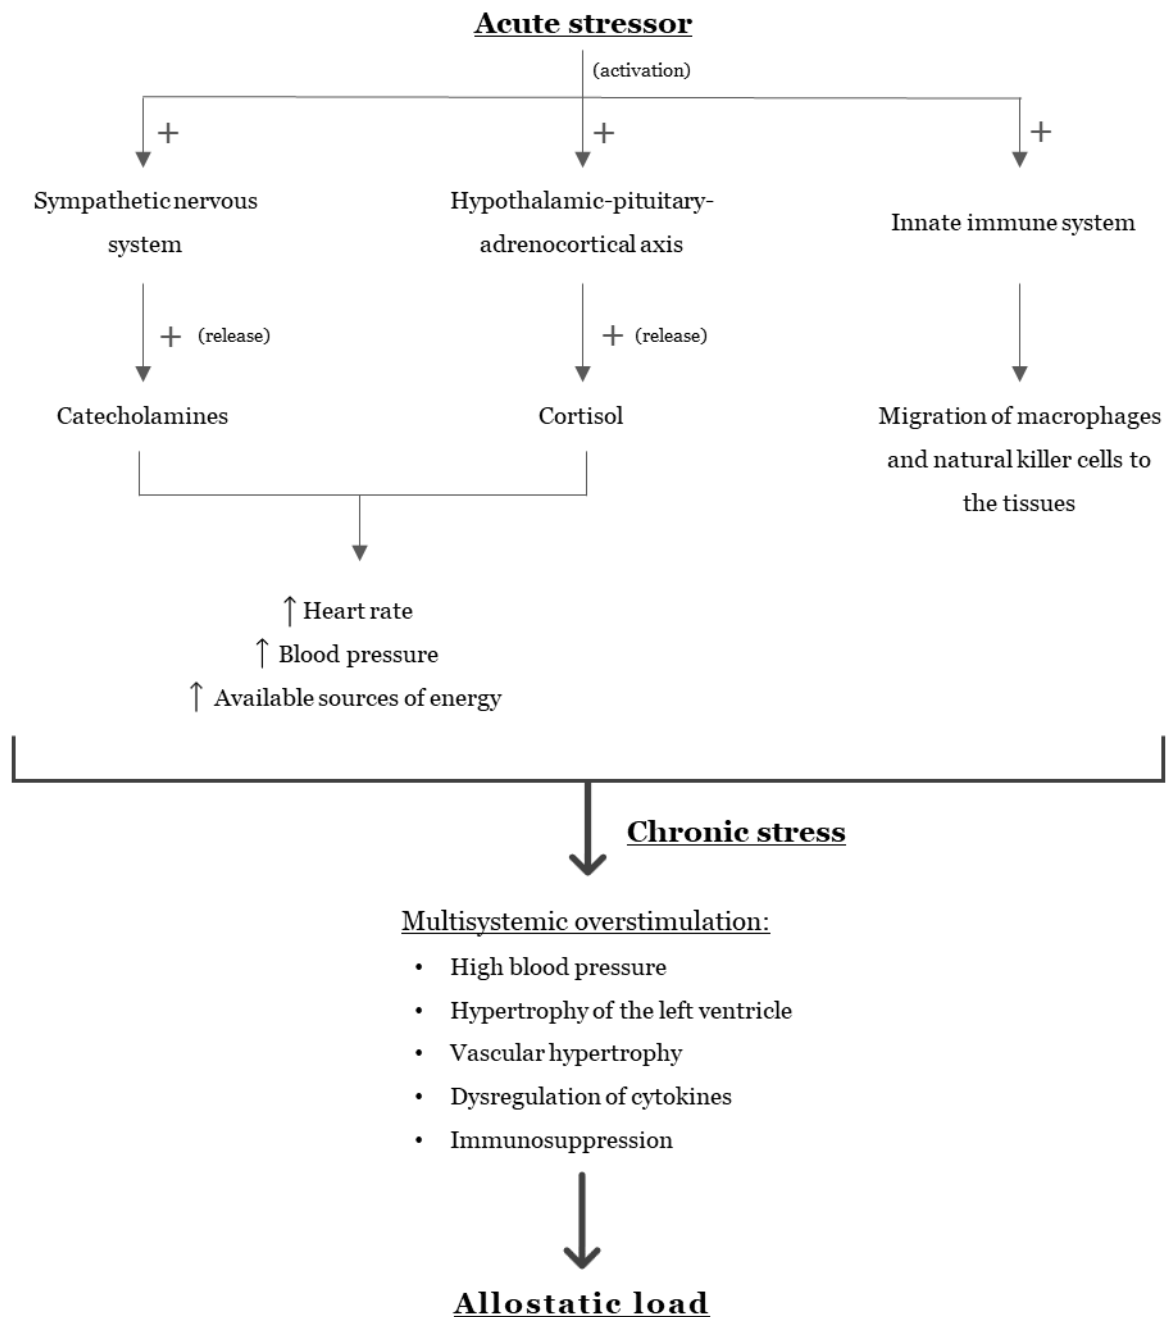 Acute stressor
(activation)
+ + +
Sympathetic nervous
system
Hypothalamic-pituitary-
adrenocortical axis
Innate immune system
+ (release)
+ (release)
Catecholamines
Cortisol
Migration of macrophages
and natural killer cells to
the tissues
↑ Heart rate
↑ Blood pressure
↑ Available sources of energy
Chronic stress
Multisystemic overstimulation:
• High blood pressure
• Hypertrophy of the left ventricle
• Vascular hypertrophy
• Dysregulation of cytokines
• Immunosuppression
Allostatic load